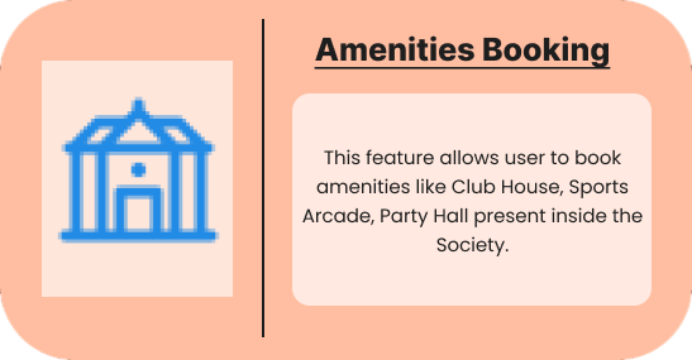 Amenities Booking
This feature allows user to book
amenities like Club House, Sports
Arcade, Party Hall present inside the
Society.